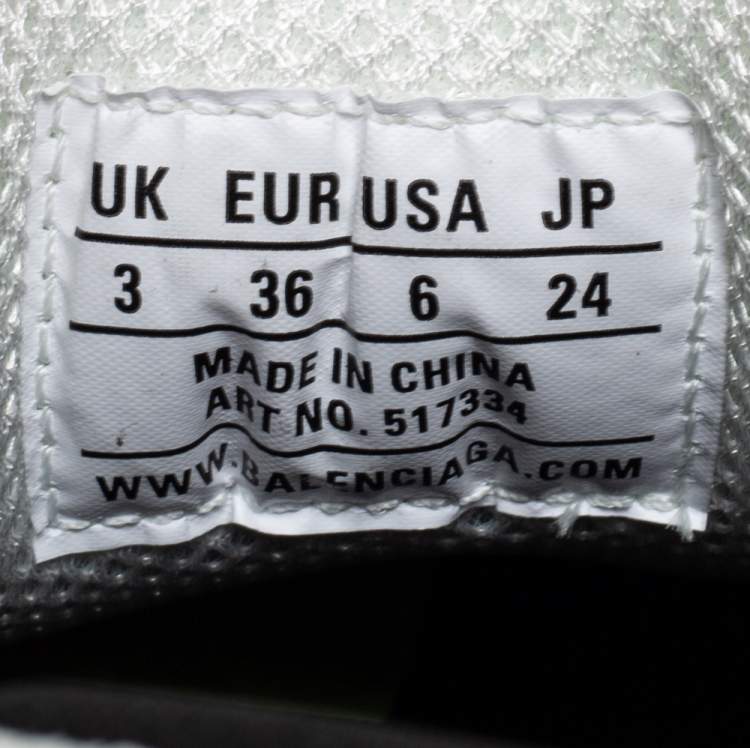 UK EUR USA JP
3 36 6 24
MADE IN CHINA
ART NO. 517334
WWW.BALENCIAGA.COM